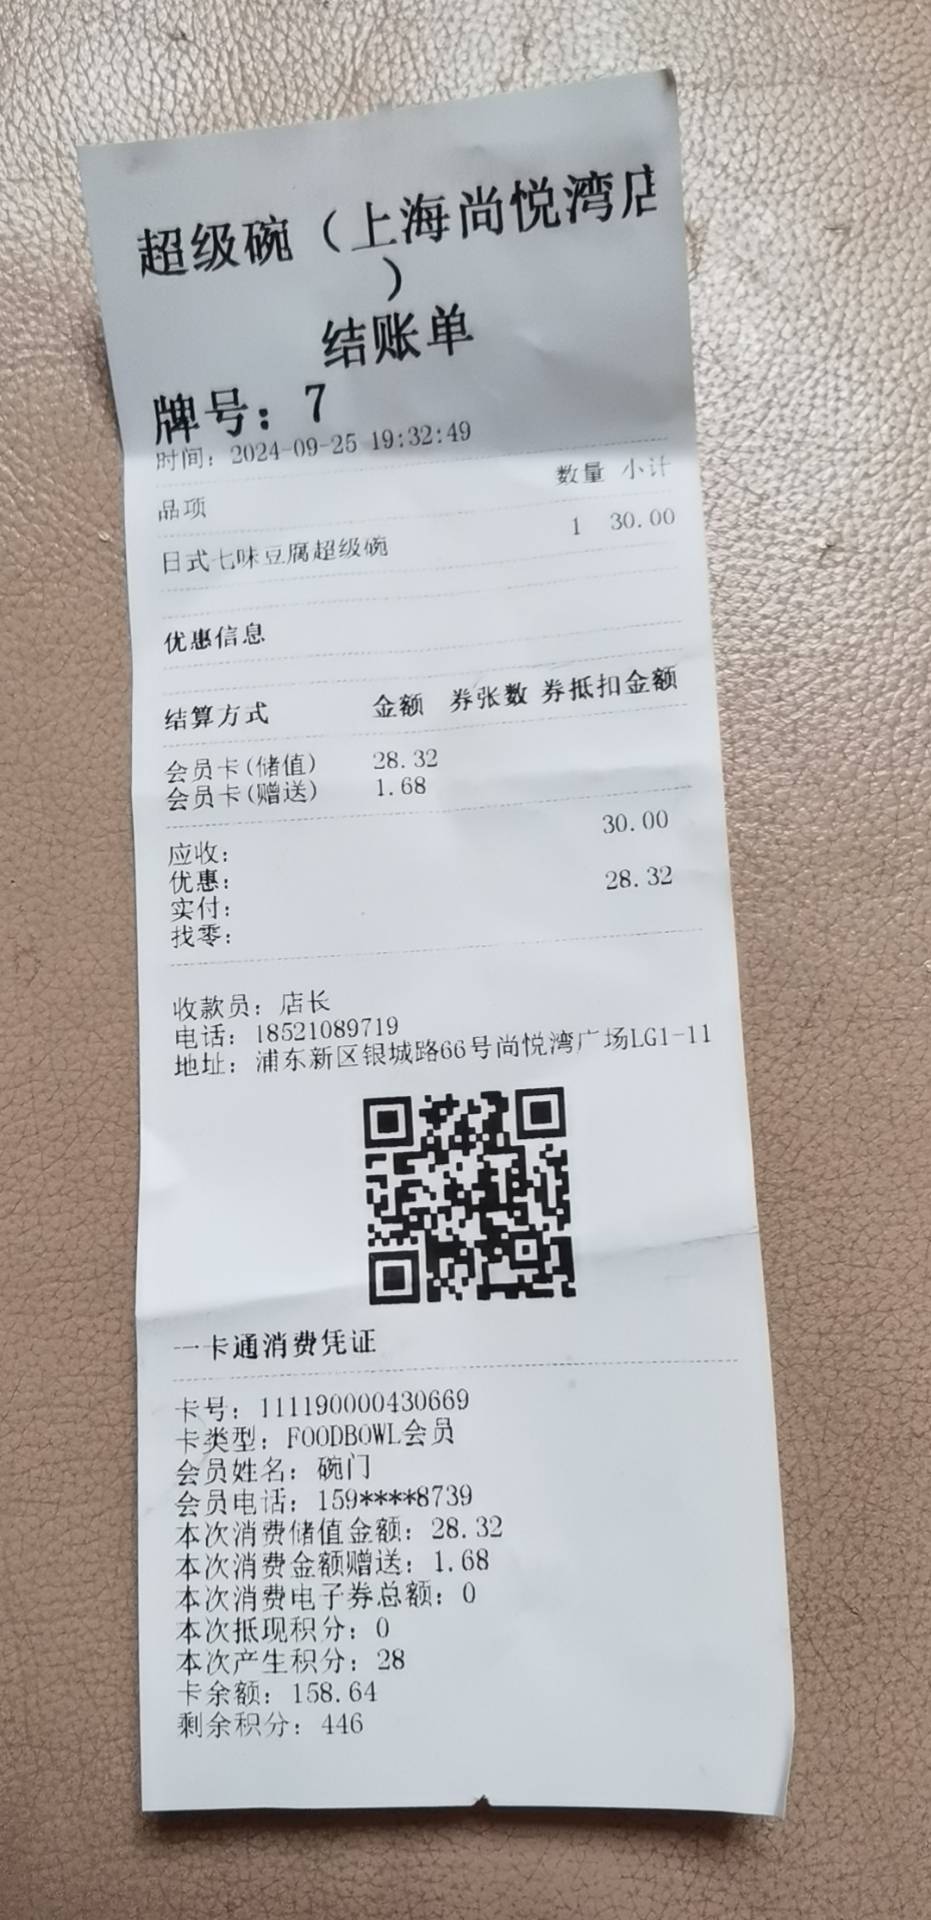 超级碗（上海尚悦湾店
）
结账单
牌号：7
时间：2024-09-25 19:32:49
品项 数量 小计
日式七味豆腐超级碗 1 30.00
优惠信息
结算方式 金额 券张数 券抵扣金额
会员卡(储值) 28.32
会员卡(赠送) 1.68
应收： 30.00
优惠：
实付： 28.32
找零：
收款员：店长
电话：18521089719
地址：浦东新区银城路66号尚悦湾广场LG1-11
一卡通消费凭证
卡号：111190000430669
卡类型：FOODBOWL会员
会员姓名：碗门
会员电话：159****8739
本次消费储值金额：28.32
本次消费金额赠送：1.68
本次消费电子券总额：0
本次抵现积分：0
本次产生积分：28
卡余额：158.64
剩余积分：446